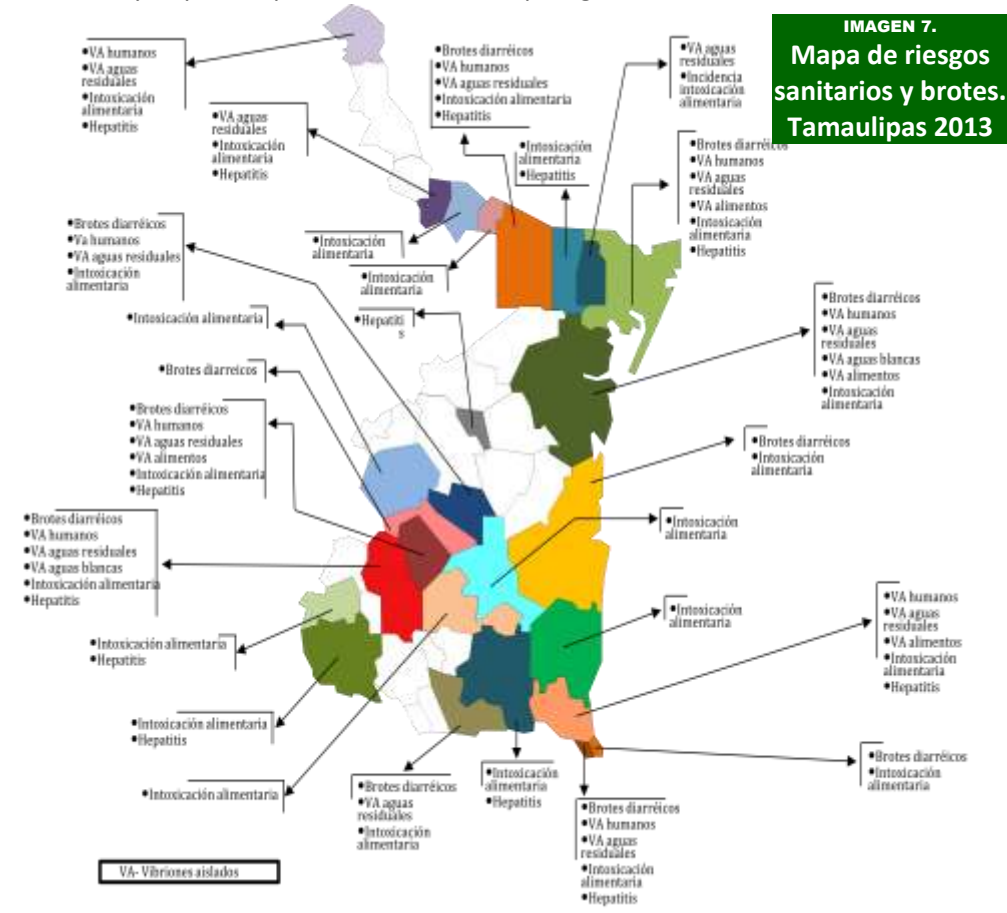 IMAGEN 7.
Mapa de riesgos
sanitarios y brotes.
Tamaulipas 2013
•VA humanos
•VA aguas
residuales
•Intoxicación
alimentaria
•Hepatitis
•VA aguas
residuales
•Intoxicación
alimentaria
•Hepatitis
•Brotes diarréicos
•VA humanos
•VA aguas residuales
•Intoxicación alimentaria
•Hepatitis
•Intoxicación
alimentaria
•Hepatitis
•VA aguas
residuales
•Incidencia
intoxicación
alimentaria
•Brotes diarréicos
•VA humanos
•VA aguas
residuales
•VA alimentos
•Intoxicación
alimentaria
•Hepatitis
•Brotes diarréicos
•Va humanos
•VA aguas residuales
•Intoxicación
alimentaria
•Intoxicación
alimentaria
•Intoxicación
alimentaria
•Hepatiti
s
•Intoxicación alimentaria
•Brotes diarreicos
•Brotes diarréicos
•VA humanos
•VA aguas
residuales
•VA aguas blancas
•VA alimentos
•Intoxicación
alimentaria
•Brotes diarréicos
•VA humanos
•VA aguas residuales
•VA alimentos
•Intoxicación alimentaria
•Hepatitis
•Brotes diarréicos
•Intoxicación
alimentaria
•Brotes diarréicos
•VA humanos
•VA aguas residuales
•VA aguas blancas
•Intoxicación alimentaria
•Hepatitis
•Intoxicación
alimentaria
•Intoxicación
alimentaria
•VA humanos
•VA aguas
residuales
•VA alimentos
•Intoxicación
alimentaria
•Hepatitis
•Intoxicación alimentaria
•Hepatitis
•Intoxicación alimentaria
•Hepatitis
•Intoxicación alimentaria
•Brotes diarréicos
•VA aguas
residuales
•Intoxicación
alimentaria
•Intoxicación
alimentaria
•Hepatitis
•Brotes diarréicos
•VA humanos
•VA aguas
residuales
•Intoxicación
alimentaria
•Hepatitis
•Brotes diarréicos
•Intoxicación
alimentaria
VA- Vibriones aislados